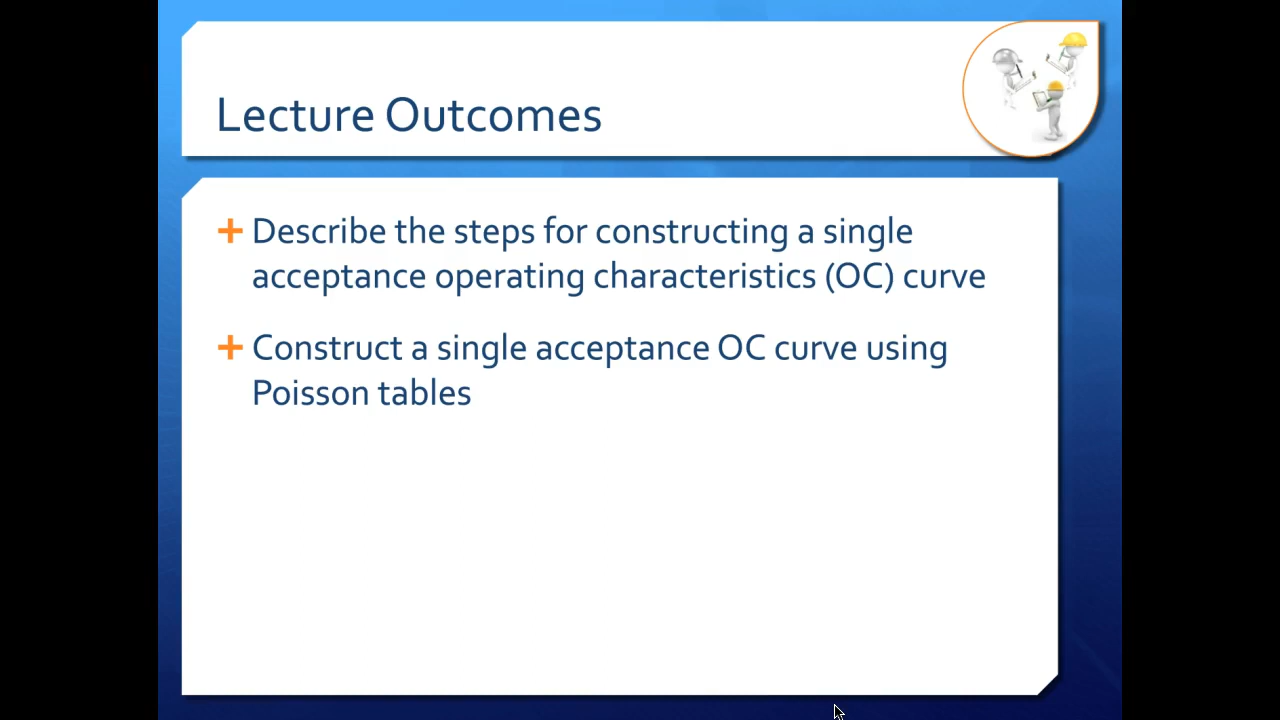 Lecture Outcomes
Describe the steps for constructing a single
acceptance operating characteristics (OC) curve
Construct a single acceptance OC curve using
Poisson tables